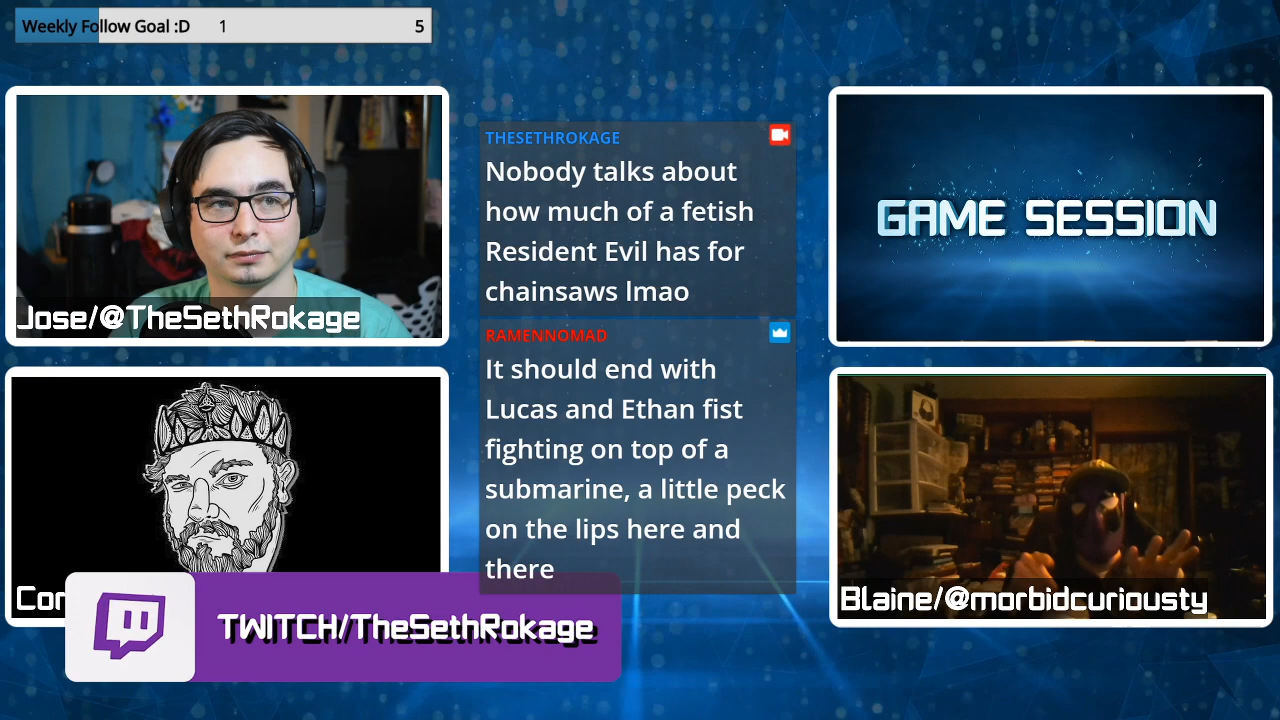 Weekly Follow Goal :D 1 5
Jose/@TheSethRokage
THESETHROKAGE
Nobody talks about
how much of a fetish
Resident Evil has for
chainsaws lmao
RAMENNOMAD
It should end with
Lucas and Ethan fist
fighting on top of a
submarine, a little peck
on the lips here and
there
GAME SESSION
Blaine/@morbidcuriousty
TWITCH/TheSethRokage